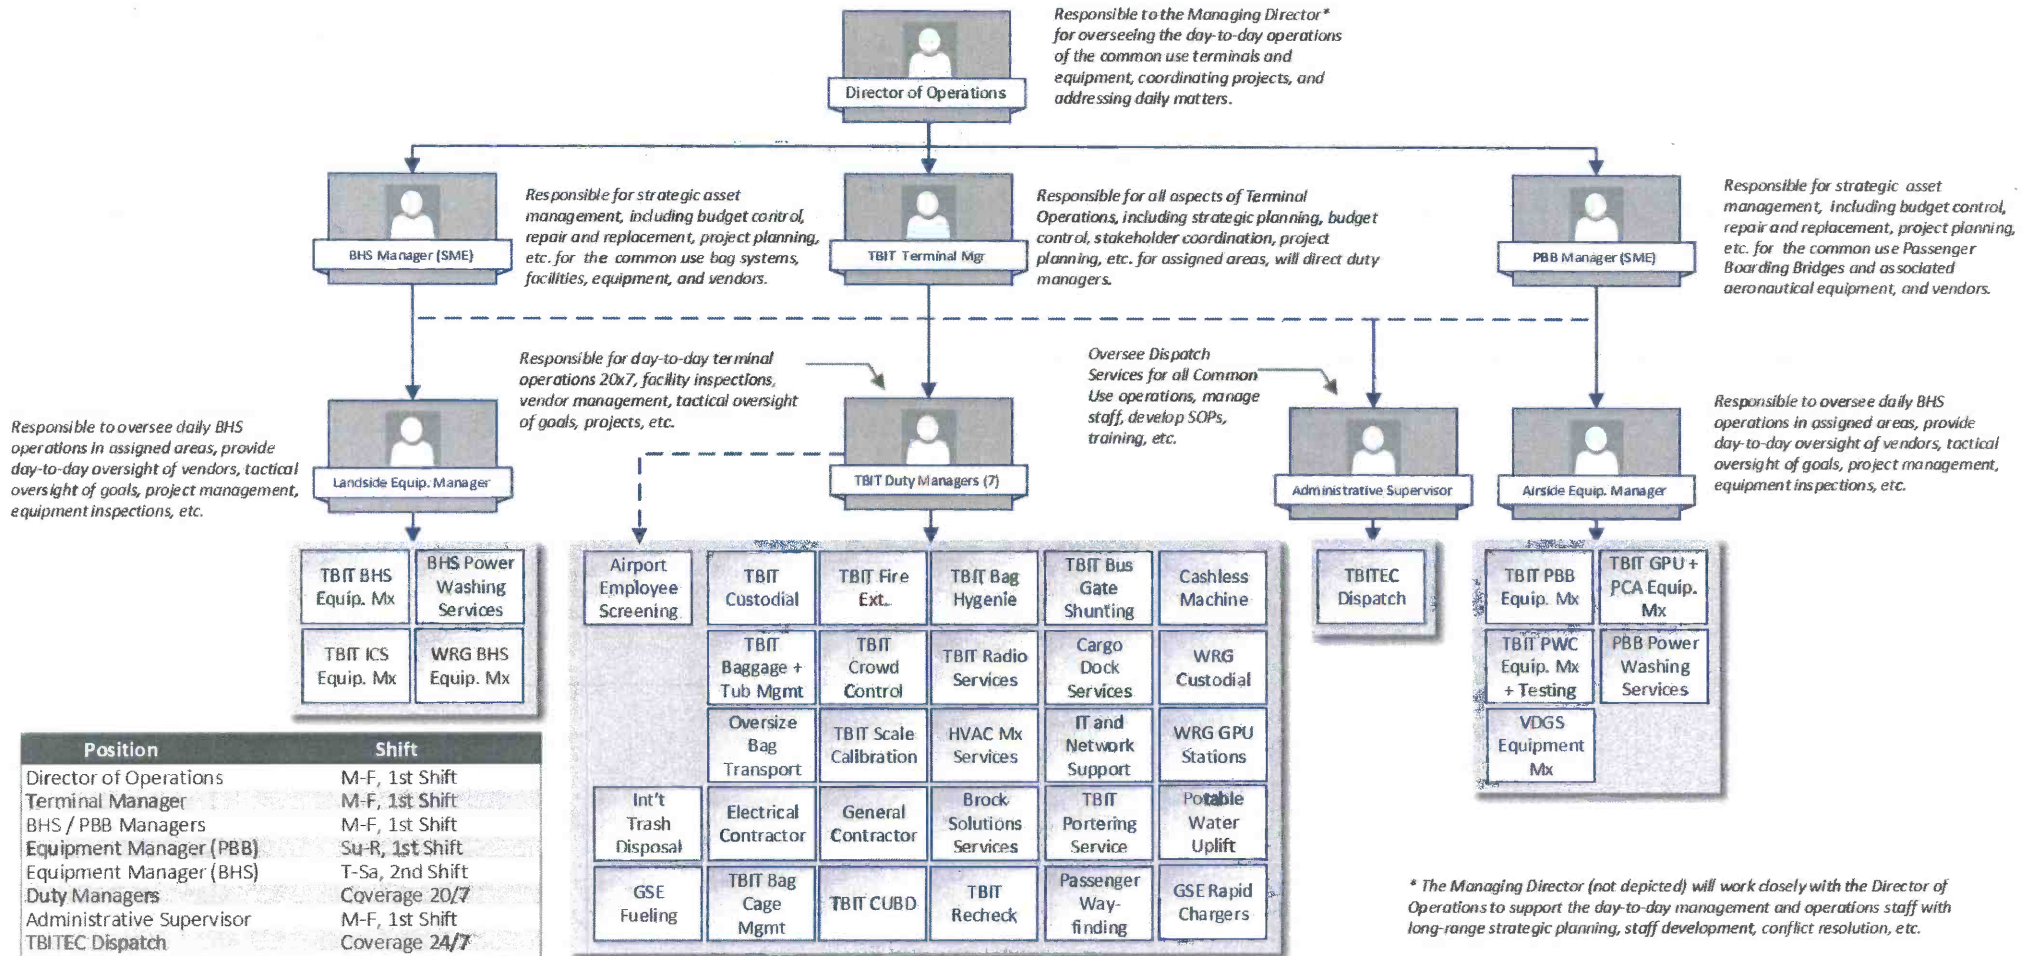 Responsible to the Managing Director*
for overseeing the day-to-day operations
of the common use terminals and
equipment, coordinating projects, and
addressing daily matters.
Director of Operations
BHS Manager (SME)
Responsible for strategic asset
management, including budget control,
repair and replacement, project planning,
etc. for the common use bag systems,
facilities, equipment, and vendors.
TBIT Terminal Mgr
Responsible for all aspects of Terminal
Operations, including strategic planning, budget
control, stakeholder coordination, project
planning, etc. for assigned areas, will direct duty
managers.
PBB Manager (SME)
Responsible for strategic asset
management, including budget control,
repair and replacement, project planning,
etc. for the common use Passenger
Boarding Bridges and associated
aeronautical equipment, and vendors.
Responsible for day-to-day terminal
operations 20x7, facility inspections,
vendor management, tactical oversight
of goals, projects, etc.
Oversee Dispatch
Services for all Common
Use operations, manage
staff, develop SOPs,
training, etc.
Responsible to oversee daily BHS
operations in assigned areas, provide
day-to-day oversight of vendors, tactical
oversight of goals, project management,
equipment inspections, etc.
Landside Equip. Manager
TBIT Duty Managers (7)
Administrative Supervisor
Airside Equip. Manager
Responsible to oversee daily BHS
operations in assigned areas, provide
day-to-day oversight of vendors, tactical
oversight of goals, project management,
equipment inspections, etc.
TBIT BHS
Equip. Mx
BHS Power
Washing
Services
TBIT ICS
Equip. Mx
WRG BHS
Equip. Mx
Airport
Employee
Screening
TBIT
Custodial
TBIT Fire
Ext.
TBIT Bag
Hygenie
TBIT Bus
Gate
Shunting
Cashless
Machine
TBIT
Baggage +
Tub Mgmt
TBIT
Crowd
Control
TBIT Radio
Services
Cargo
Dock
Services
WRG
Custodial
Oversize
Bag
Transport
TBIT Scale
Calibration
HVAC Mx
Services
IT and
Network
Support
WRG GPU
Stations
Int't
Trash
Disposal
Electrical
Contractor
General
Contractor
Brock
Solutions
Services
TBIT
Portering
Service
Potable
Water
Uplift
GSE
Fueling
TBIT Bag
Cage
Mgmt
TBIT CUBD
TBIT
Recheck
Passenger
Way-
finding
GSE Rapid
Chargers
TBITEC
Dispatch
TBIT PBB
Equip. Mx
TBIT GPU +
PCA Equip.
Mx
TBIT PWC
Equip. Mx
+ Testing
PBB Power
Washing
Services
VDGS
Equipment
Mx
Position Shift
Director of Operations M-F, 1st Shift
Terminal Manager M-F, 1st Shift
BHS / PBB Managers M-F, 1st Shift
Equipment Manager (PBB) Su-R, 1st Shift
Equipment Manager (BHS) T-Sa, 2nd Shift
Duty Managers Coverage 20/7
Administrative Supervisor M-F, 1st Shift
TBITEC Dispatch Coverage 24/7
* The Managing Director (not depicted) will work closely with the Director of
Operations to support the day-to-day management and operations staff with
long-range strategic planning, staff development, conflict resolution, etc.